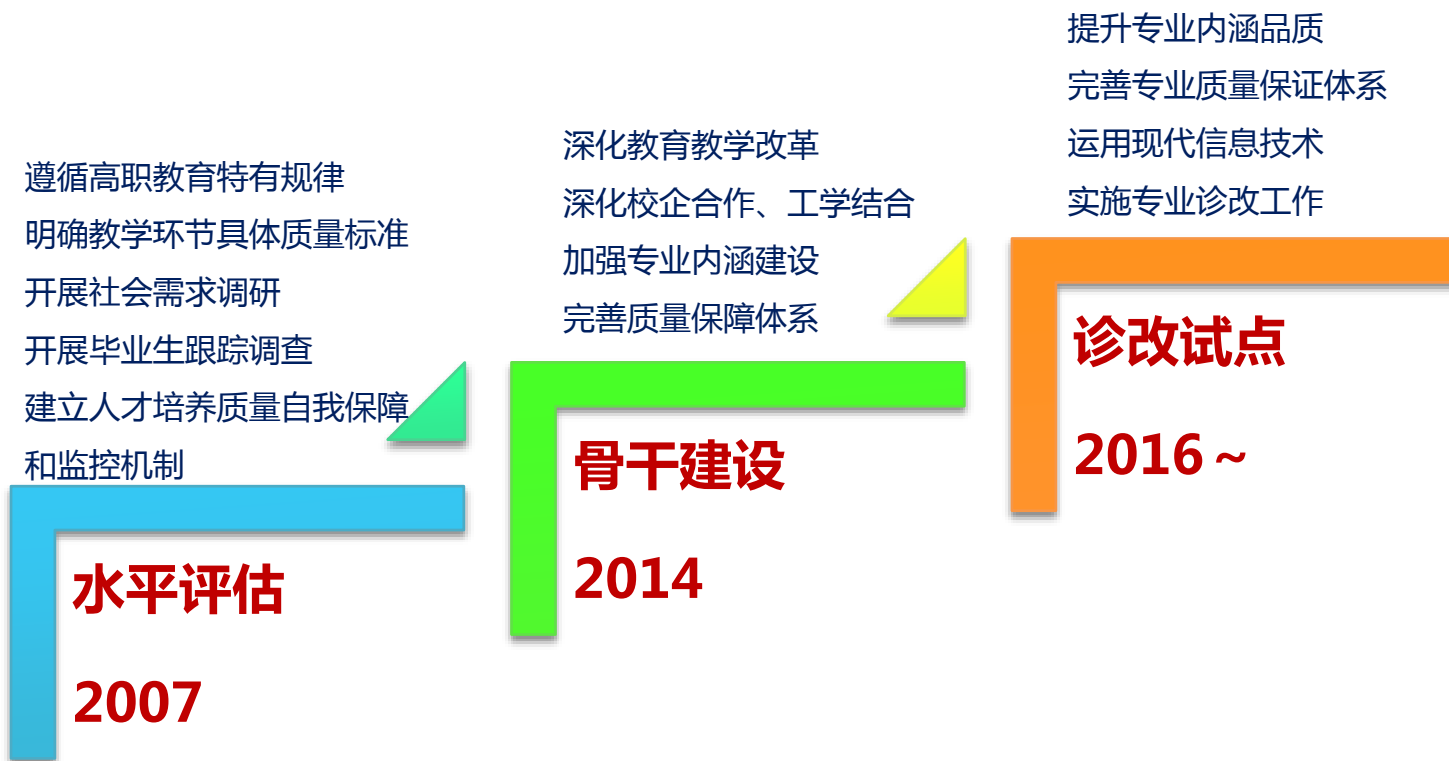 遵循高职教育特有规律
明确教学环节具体质量标准
开展社会需求调研
开展毕业生跟踪调查
建立人才培养质量自我保障
和监控机制
水平评估
2007
深化教育教学改革
深化校企合作、工学结合
加强专业内涵建设
完善质量保障体系
骨干建设
2014
提升专业内涵品质
完善专业质量保证体系
运用现代信息技术
实施专业诊改工作
诊改试点
2016～